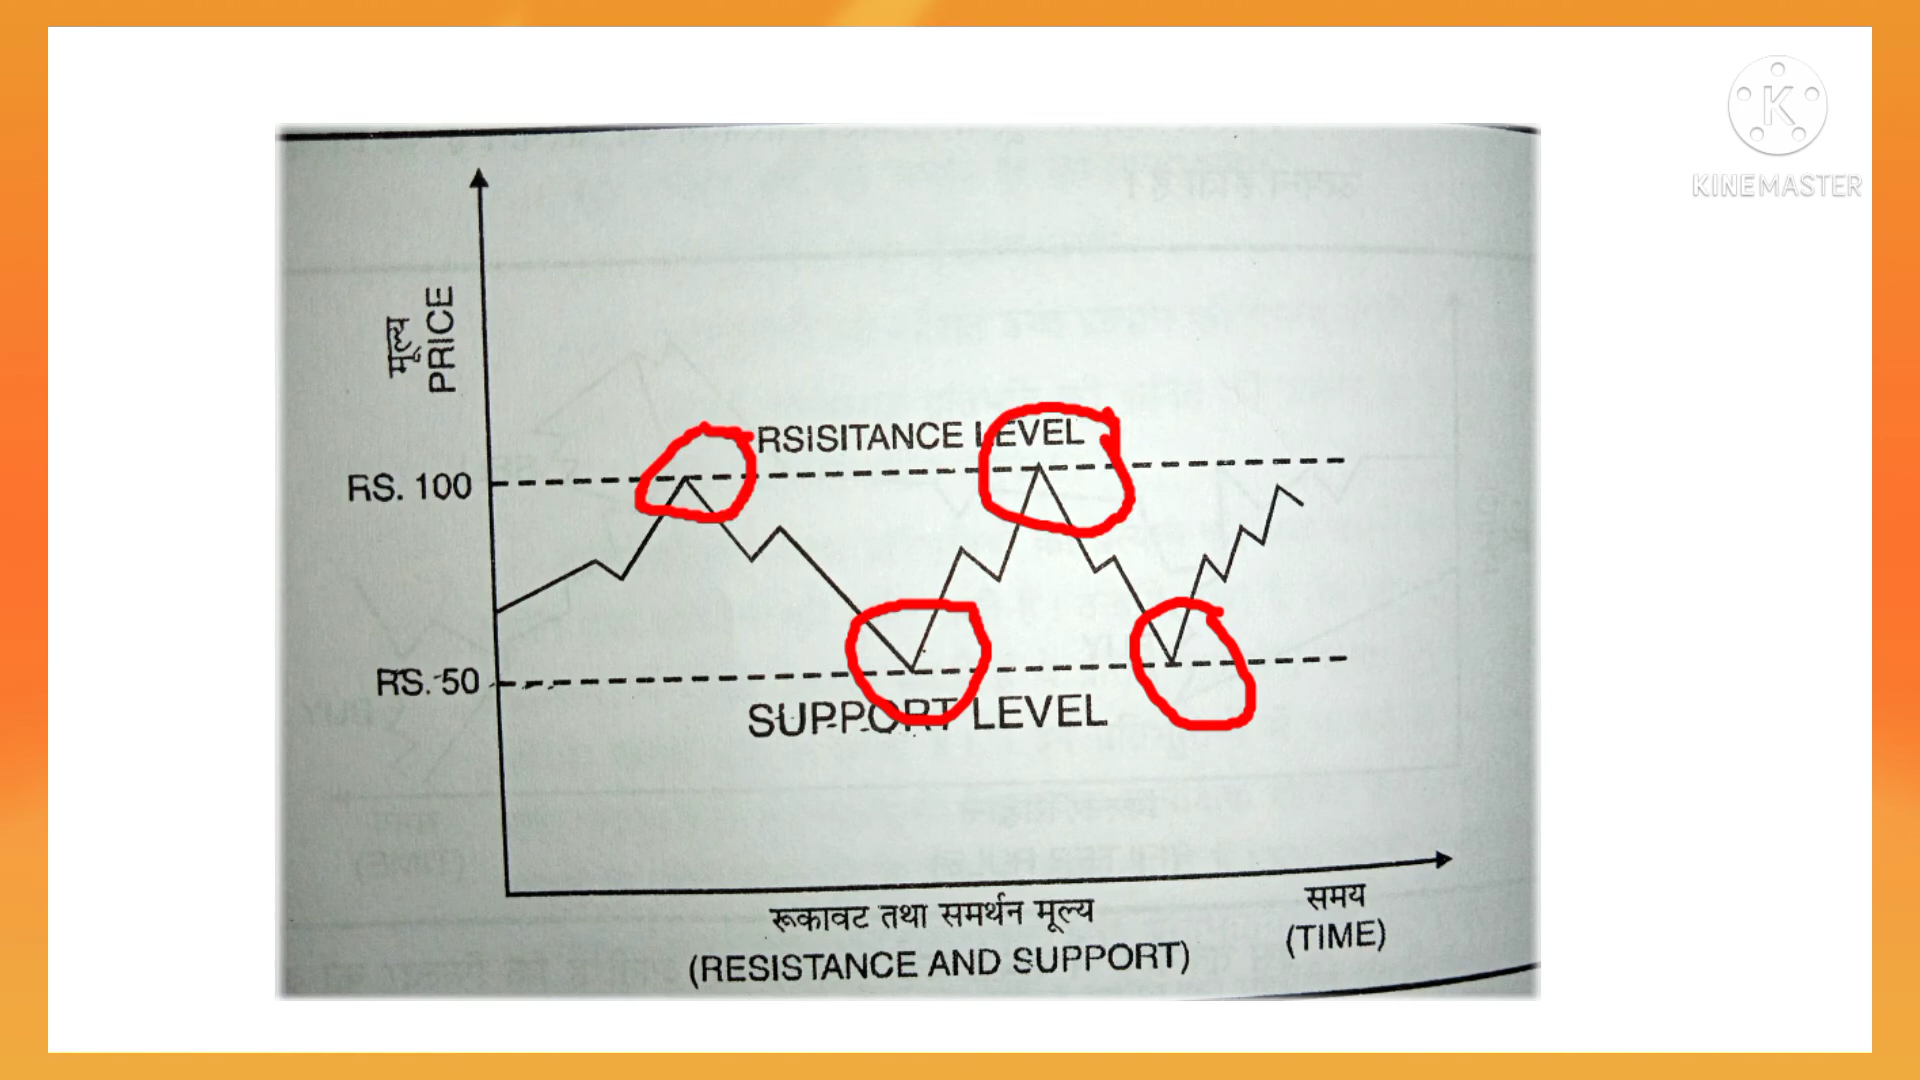 KINEMASTER
मूल्य
PRICE
RSISITANCE LEVEL
RS. 100
RS. 50
SUPPORT LEVEL
रूकावट तथा समर्थन मूल्य
समय
(RESISTANCE AND SUPPORT)
(TIME)